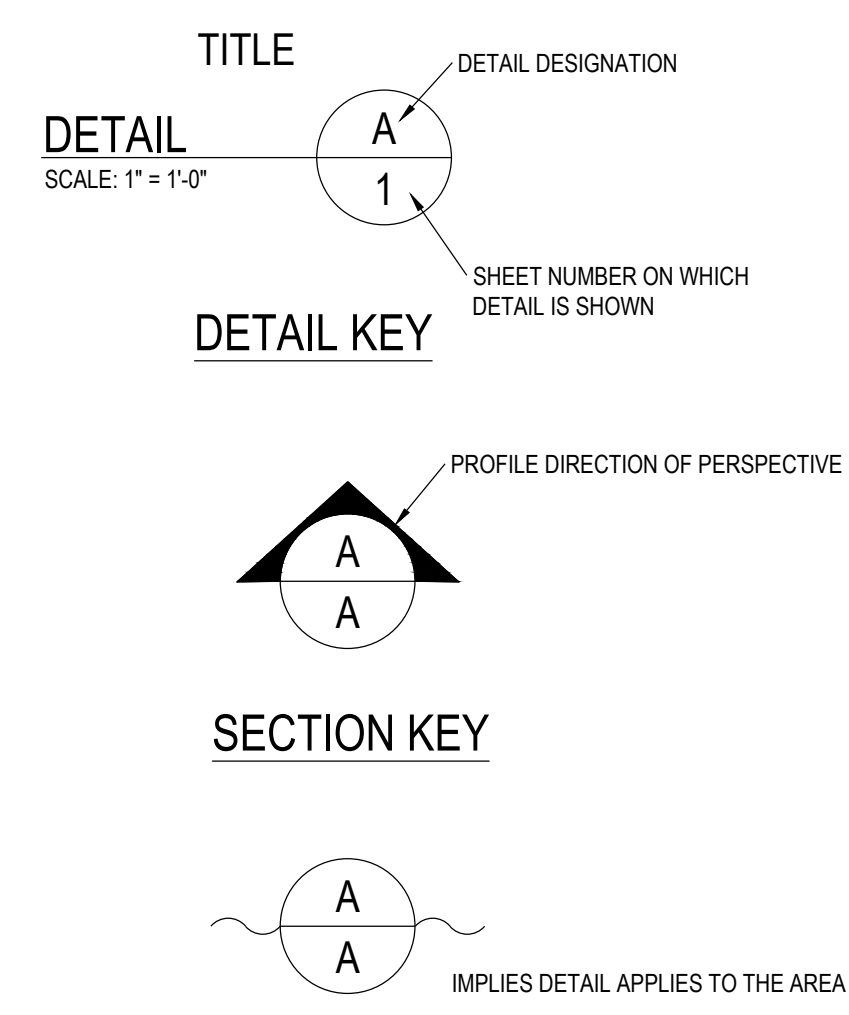 TITLE
DETAIL DESIGNATION
DETAIL
A
SCALE: 1" = 1'-0"
1
SHEET NUMBER ON WHICH
DETAIL IS SHOWN
DETAIL KEY
PROFILE DIRECTION OF PERSPECTIVE
A
A
SECTION KEY
A
A
IMPLIES DETAIL APPLIES TO THE AREA